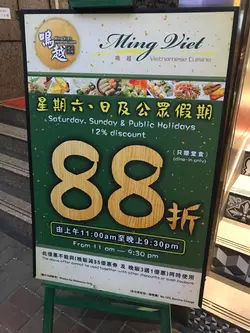 鳴越
Ming Viet
鳴越 Vietnamese Cuisine
星期六、日及公眾假期
Saturday, Sunday & Public Holidays
12% discount
88折
(只限堂食)
(dine-in only)
由上午11:00am至晚上9:30pm
From 11 am ~ 9:30 pm